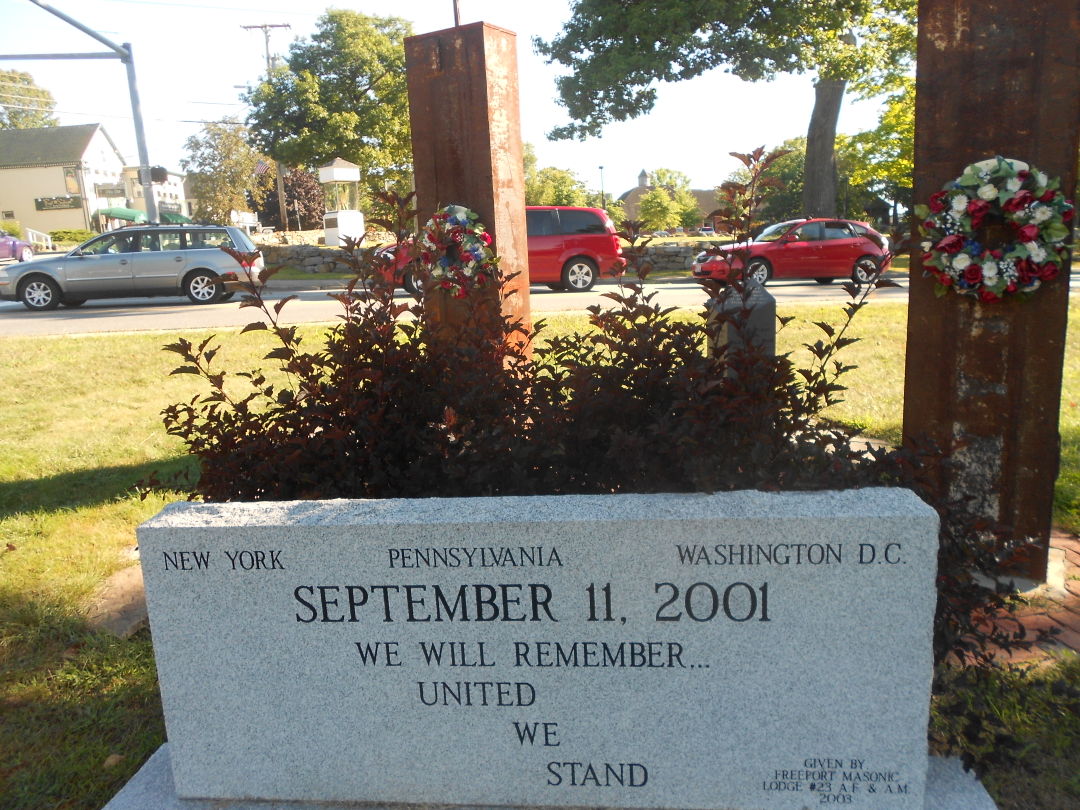 NEW YORK PENNSYLVANIA WASHINGTON D.C.
SEPTEMBER 11, 2001
WE WILL REMEMBER...
UNITED
WE
STAND
GIVEN BY
FREEPORT MASONIC
LODGE #23 A.F. & A.M.
2003